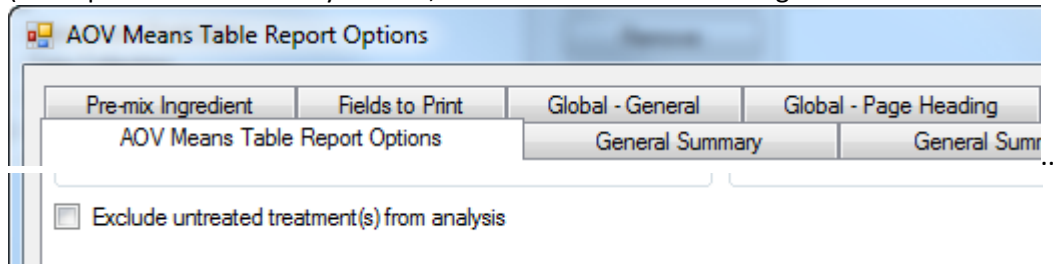 AOV Means Table Report Options
Pre-mix Ingredient Fields to Print Global - General Global - Page Heading
AOV Means Table Report Options General Summary General Sum
..
Exclude untreated treatment(s) from analysis